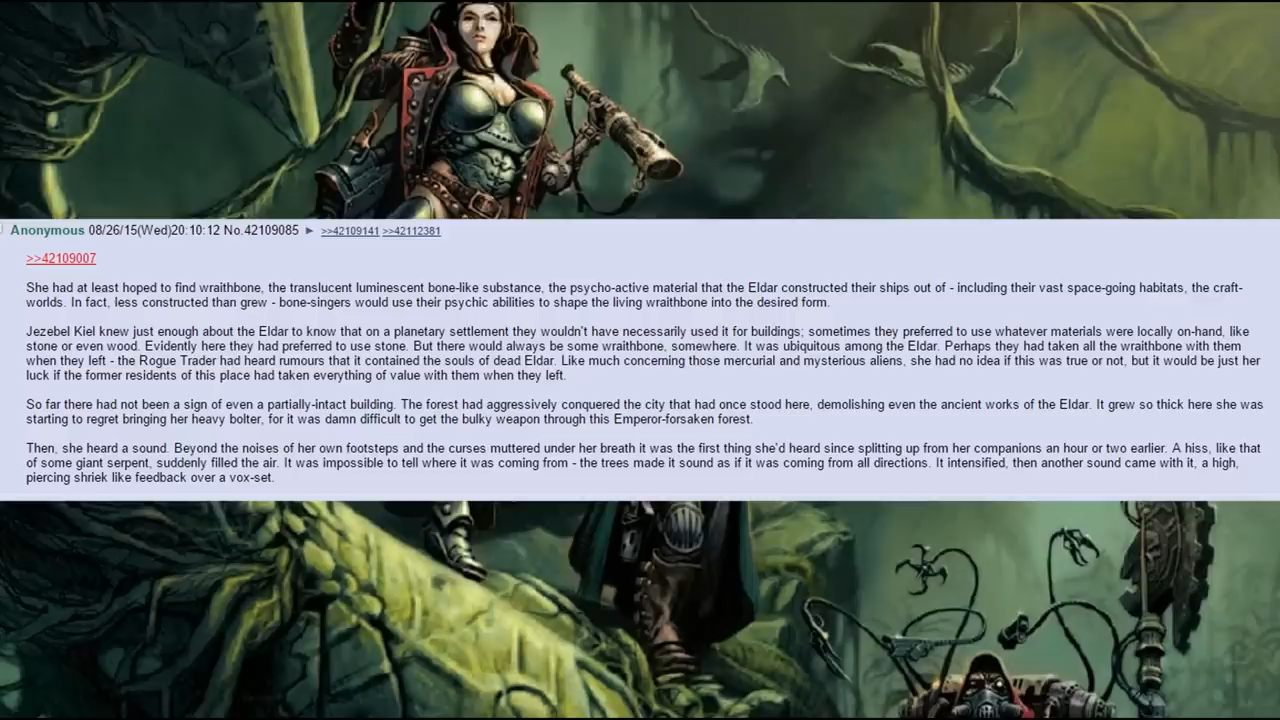 Anonymous 08/26/15(Wed)20:10:12 No.42109085 ► >>42109141 >>42112381
>>42109007
She had at least hoped to find wraithbone, the translucent luminescent bone-like substance, the psycho-active material that the Eldar constructed their ships out of - including their vast space-going habitats, the craft-
worlds. In fact, less constructed than grew - bone-singers would use their psychic abilities to shape the living wraithbone into the desired form.
Jezebel Kiel knew just enough about the Eldar to know that on a planetary settlement they wouldn't have necessarily used it for buildings; sometimes they preferred to use whatever materials were locally on-hand, like
stone or even wood. Evidently here they had preferred to use stone. But there would always be some wraithbone, somewhere. It was ubiquitous among the Eldar. Perhaps they had taken all the wraithbone with them
when they left - the Rogue Trader had heard rumours that it contained the souls of dead Eldar. Like much concerning those mercurial and mysterious aliens, she had no idea if this was true or not, but it would be just her
luck if the former residents of this place had taken everything of value with them when they left.
So far there had not been a sign of even a partially-intact building. The forest had aggressively conquered the city that had once stood here, demolishing even the ancient works of the Eldar. It grew so thick here she was
starting to regret bringing her heavy bolter, for it was damn difficult to get the bulky weapon through this Emperor-forsaken forest.
Then, she heard a sound. Beyond the noises of her own footsteps and the curses muttered under her breath it was the first thing she'd heard since splitting up from her companions an hour or two earlier. A hiss, like that
of some giant serpent, suddenly filled the air. It was impossible to tell where it was coming from - the trees made it sound as if it was coming from all directions. It intensified, then another sound came with it, a high,
piercing shriek like feedback over a vox-set.